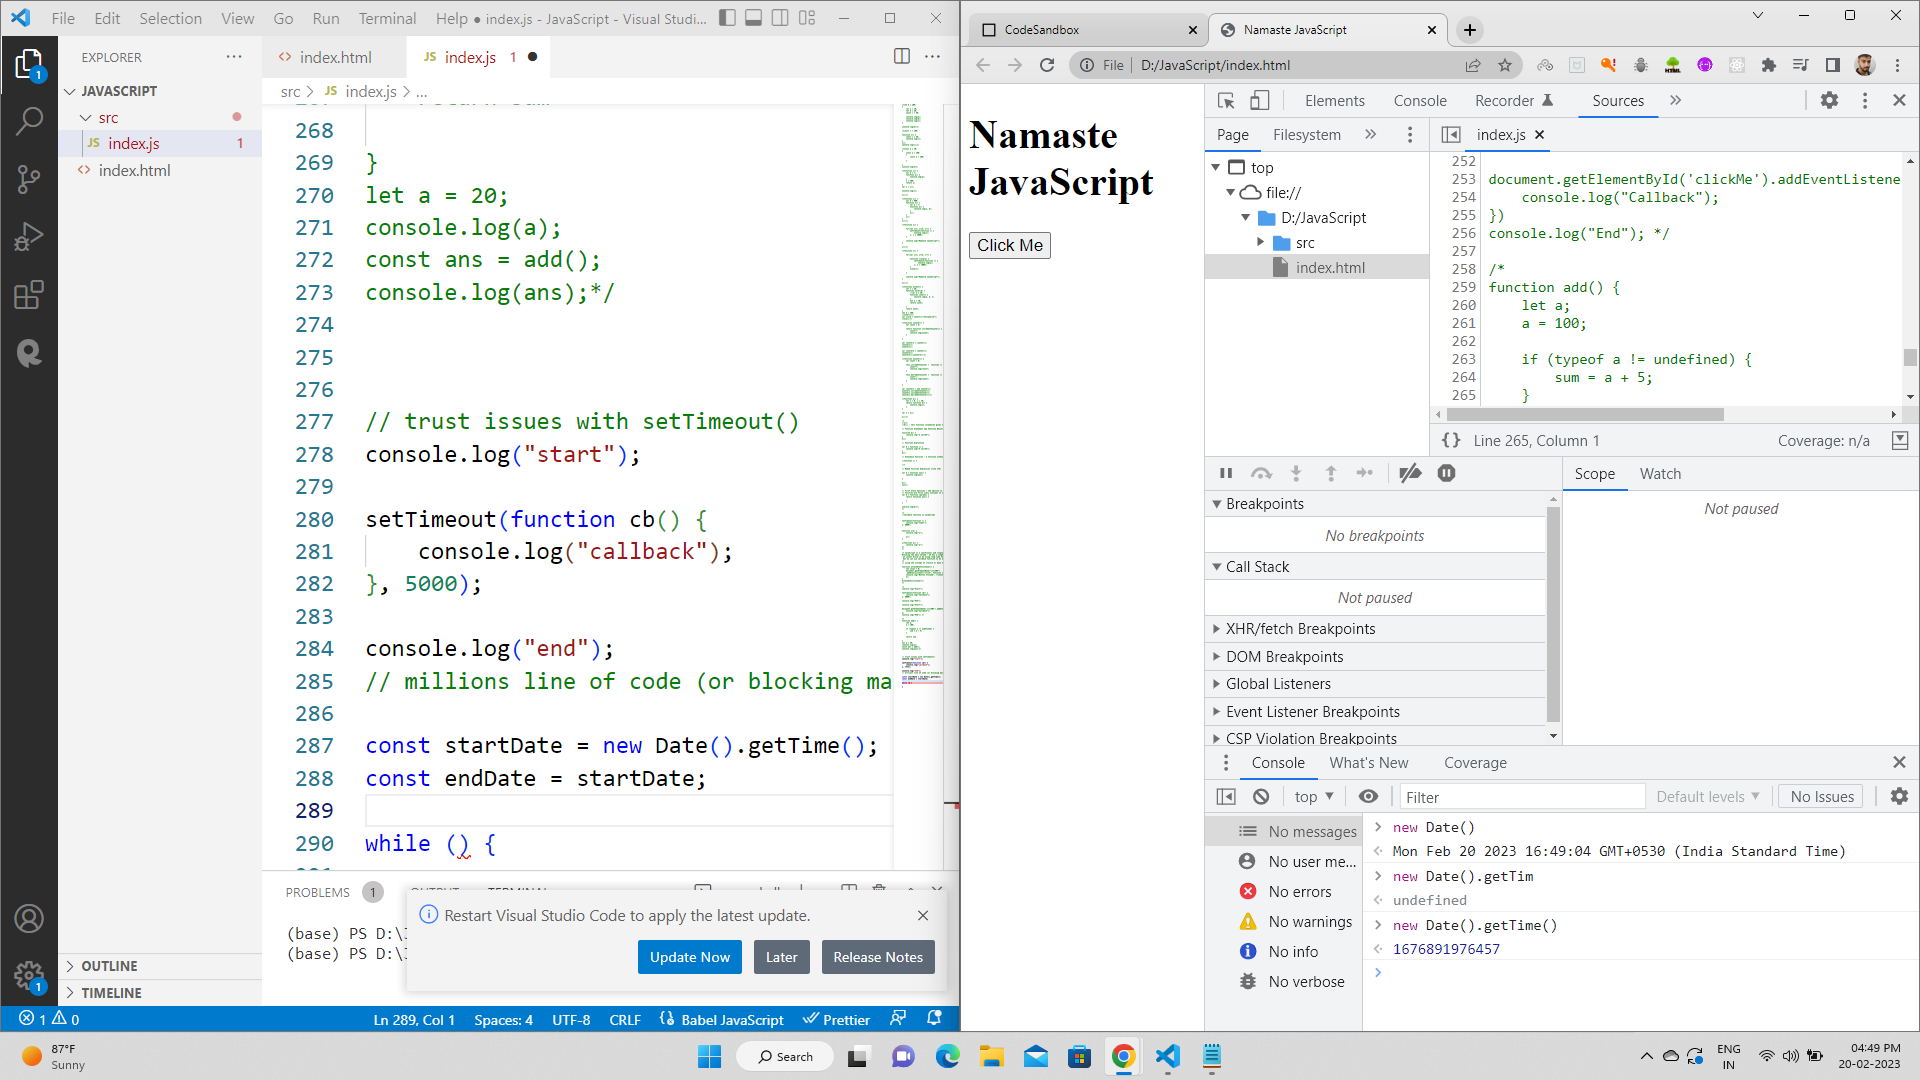 File Edit Selection View Go Run Terminal Help
● index.js - JavaScript - Visual Studi...
EXPLORER
JAVASCRIPT
src
JS index.js 1
index.html
OUTLINE
TIMELINE
index.html
JS index.js 1
src > JS index.js > ...
268
269 }
270 let a = 20;
271 console.log(a);
272 const ans = add();
273 console.log(ans);*/
274
275
276
277 // trust issues with setTimeout()
278 console.log("start");
279
280 setTimeout(function cb() {
281 console.log("callback");
282 }, 5000);
283
284 console.log("end");
285 // millions line of code (or blocking ma
286
287 const startDate = new Date().getTime();
288 const endDate = startDate;
289
290 while () {
PROBLEMS 1
(base) PS D:\
(base) PS D:\
Restart Visual Studio Code to apply the latest update.
Update Now
Later
Release Notes
1 0
Ln 289, Col 1 Spaces: 4 UTF-8 CRLF Babel JavaScript Prettier
CodeSandbox
Namaste JavaScript
File D:/JavaScript/index.html
Namaste
JavaScript
Click Me
Elements Console Recorder Sources
Page Filesystem
top
file://
D:/JavaScript
src
index.html
index.js
252
253 document.getElementById('clickMe').addEventListene
254 console.log("Callback");
255 })
256 console.log("End"); */
257
258 /*
259 function add() {
260 let a;
261 a = 100;
262
263 if (typeof a != undefined) {
264 sum = a + 5;
265 }
{} Line 265, Column 1
Coverage: n/a
Breakpoints
No breakpoints
Call Stack
Not paused
XHR/fetch Breakpoints
DOM Breakpoints
Global Listeners
Event Listener Breakpoints
CSP Violation Breakpoints
Scope Watch
Not paused
Console What's New Coverage
top
Filter
Default levels
No Issues
No messages
No user me...
No errors
No warnings
No info
No verbose
new Date()
Mon Feb 20 2023 16:49:04 GMT+0530 (India Standard Time)
new Date().getTim
undefined
new Date().getTime()
1676891976457
87°F
Sunny
Search
ENG
IN
04:49 PM
20-02-2023